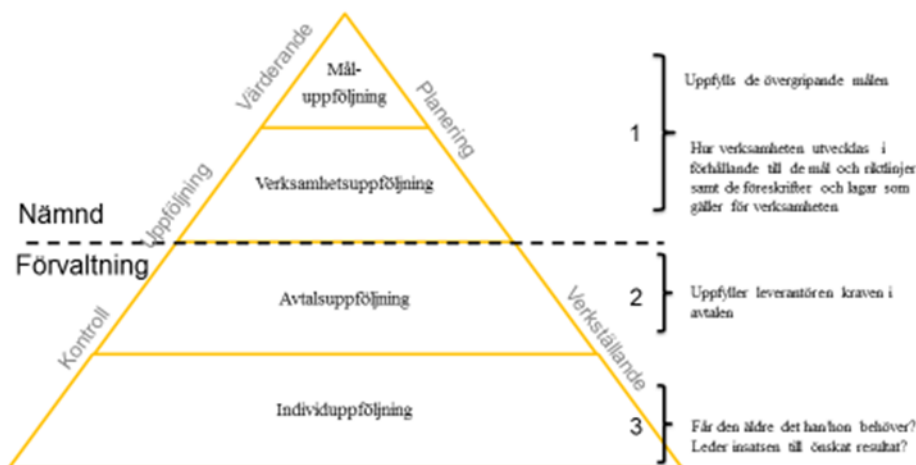 Värderande
Mål-
uppföljning
Planering
1
Uppfylls de övergripande målen
Uppföljning
Verksamhetsuppföljning
Hur verksamheten utvecklas i
förhållande till de mål och riktlinjer
samt de föreskrifter och lagar som
gäller för verksamheten
Nämnd
Förvaltning
Kontroll
Avtalsuppföljning
Verkställande
2
Uppfyller leverantören kraven i
avtalen
Individuppföljning
3
Får den äldre det han/hon behöver?
Leder insatsen till önskat resultat?